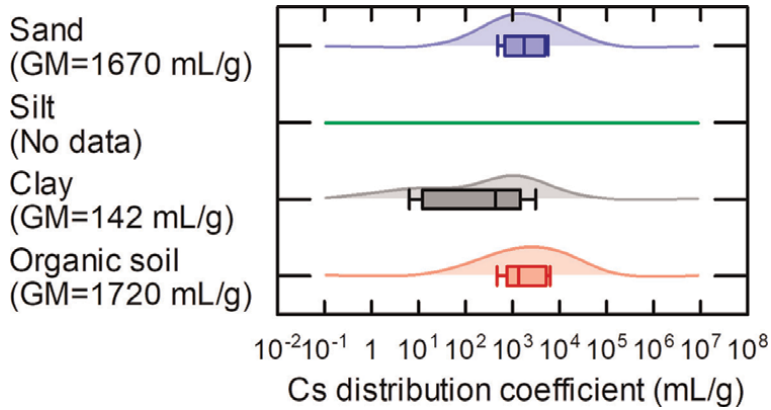 Sand
(GM=1670 mL/g)
Silt
(No data)
Clay
(GM=142 mL/g)
Organic soil
(GM=1720 mL/g)
10⁻² 10⁻¹ 1 10¹ 10² 10³ 10⁴ 10⁵ 10⁶ 10⁷ 10⁸
Cs distribution coefficient (mL/g)